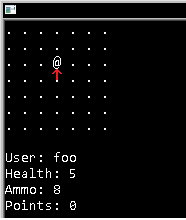 . . . . . . .
. . . . . . .
. . . @ . . .
. . . . . . .
. . . . . . .
. . . . . . .
. . . . . . .
User: foo
Health: 5
Ammo: 8
Points: 0